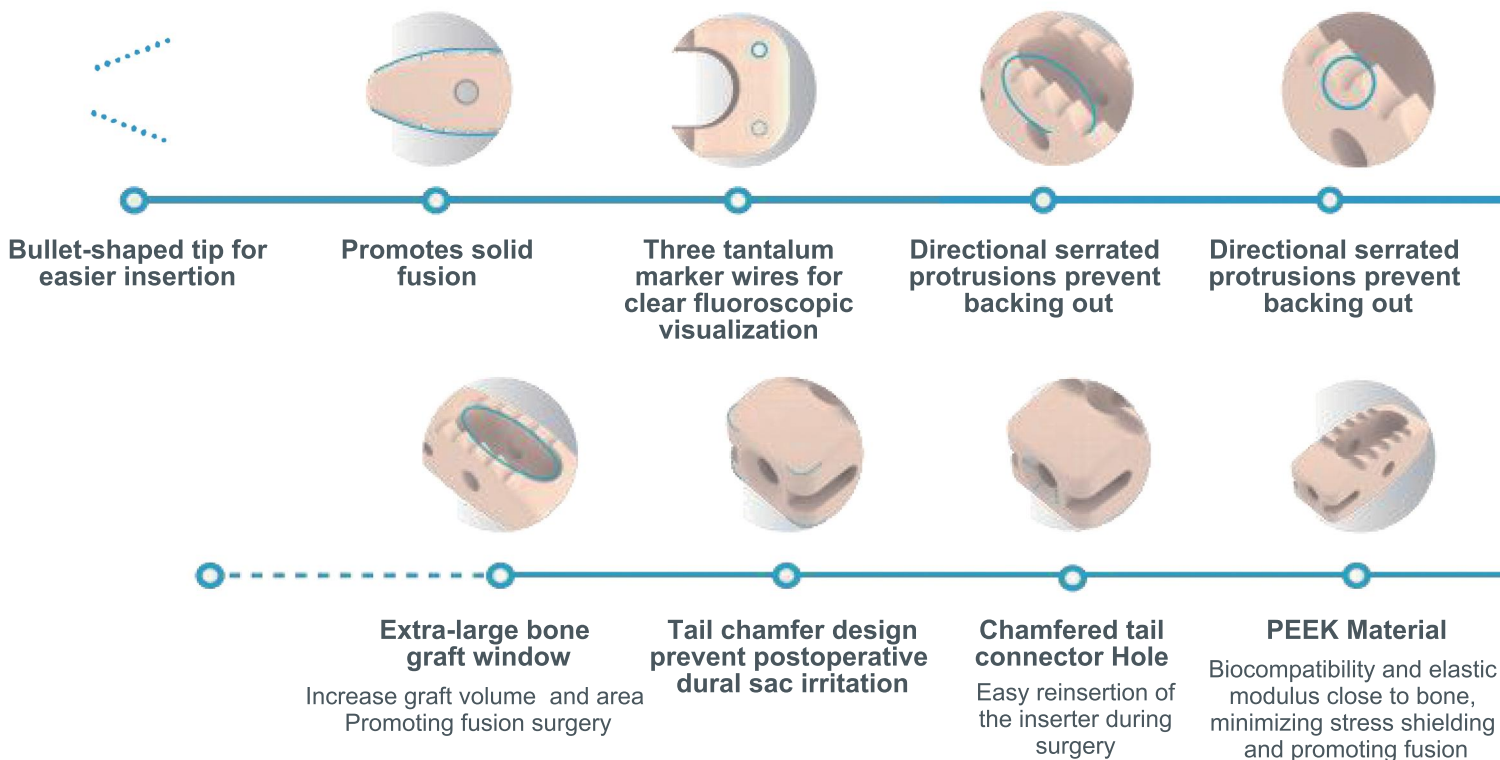 Bullet-shaped tip for
easier insertion
Promotes solid
fusion
Three tantalum
marker wires for
clear fluoroscopic
visualization
Directional serrated
protrusions prevent
backing out
Directional serrated
protrusions prevent
backing out
Extra-large bone
graft window
Increase graft volume and area
Promoting fusion surgery
Tail chamfer design
prevent postoperative
dural sac irritation
Chamfered tail
connector Hole
Easy reinsertion of
the inserter during
surgery
PEEK Material
Biocompatibility and elastic
modulus close to bone,
minimizing stress shielding
and promoting fusion